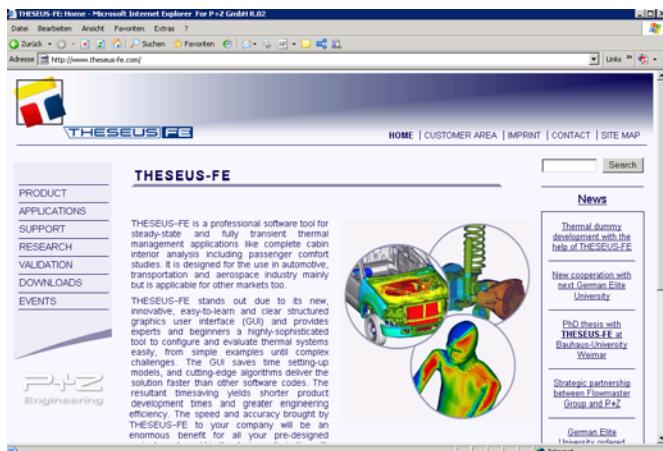 THESEUS-FE: Home - Microsoft Internet Explorer For P+Z GmbH R.02
Datei Bearbeiten Ansicht Favoriten Extras ?
Zurück Suchen Favoriten
Adresse http://www.theseus-fe.com/ Links
THESEUS FE
HOME | CUSTOMER AREA | IMPRINT | CONTACT | SITE MAP
Search
THESEUS-FE
PRODUCT
APPLICATIONS
SUPPORT
RESEARCH
VALIDATION
DOWNLOADS
EVENTS
P+Z
Engineering
THESEUS-FE is a professional software tool for
steady-state and fully transient thermal
management applications like complete cabin
interior analysis including passenger comfort
studies. It is designed for the use in automotive,
transportation and aerospace industry mainly
but is applicable for other markets too.
THESEUS-FE stands out due to its new,
innovative, easy-to-learn and clear structured
graphics user interface (GUI) and provides
experts and beginners a highly-sophisticated
tool to configure and evaluate thermal systems
easily, from simple examples until complex
challenges. The GUI saves time setting-up
models, and cutting-edge algorithms deliver the
solution faster than other software codes. The
resultant timesaving yields shorter product
development times and greater engineering
efficiency. The speed and accuracy brought by
THESEUS-FE to your company will be an
enormous benefit for all your pre-designed
News
Thermal dummy
development with the
help of THESEUS-FE
New cooperation with
next German Elite
University
PhD thesis with
THESEUS-FE at
Bauhaus-University
Weimar
Strategic partnership
between Flowmaster
Group and P+Z
German Elite
University ordered
Internet